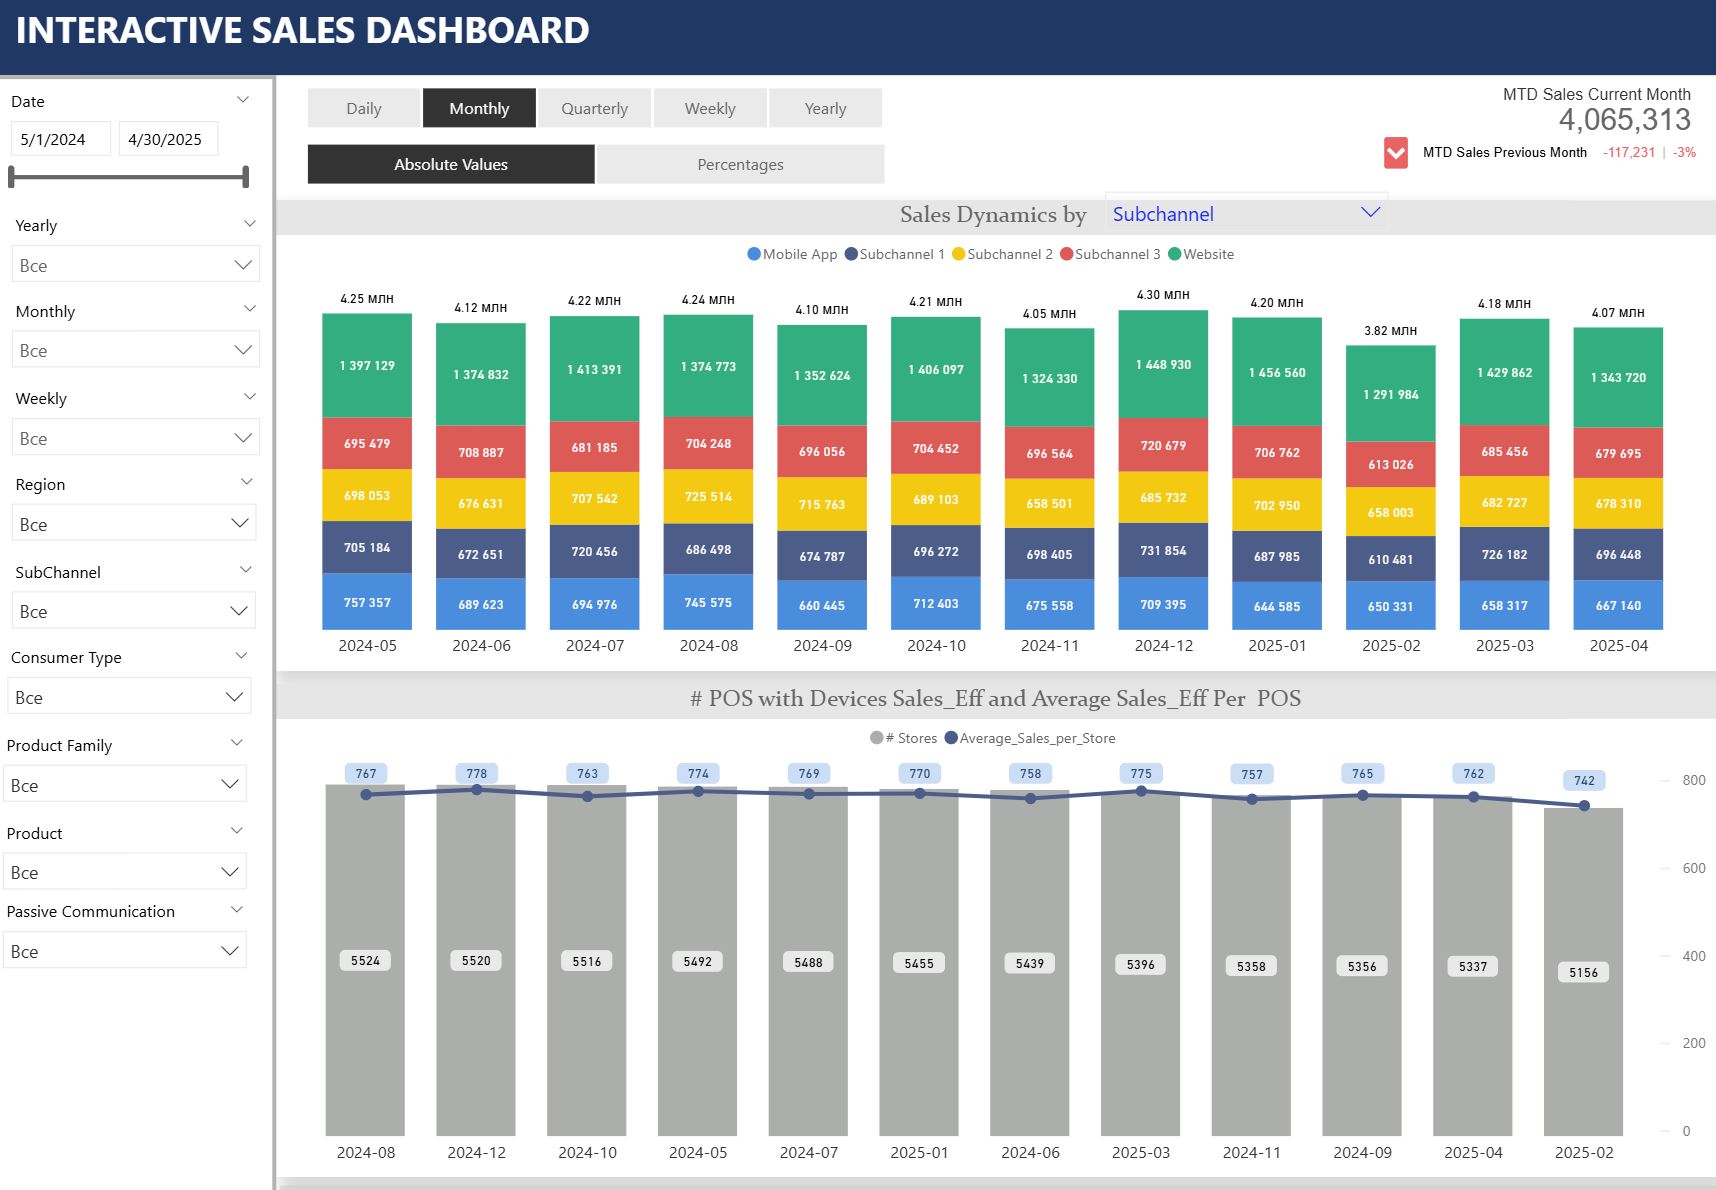 INTERACTIVE SALES DASHBOARD
Date
5/1/2024 4/30/2025
Yearly
Все
Monthly
Все
Weekly
Все
Region
Все
SubChannel
Все
Consumer Type
Все
Product Family
Все
Product
Все
Passive Communication
Все
Daily Monthly Quarterly Weekly Yearly
Absolute Values Percentages
MTD Sales Current Month
4,065,313
MTD Sales Previous Month -117,231 | -3%
Sales Dynamics by Subchannel
Mobile App Subchannel 1 Subchannel 2 Subchannel 3 Website
4.25 млн 4.12 млн 4.22 млн 4.24 млн 4.10 млн 4.21 млн 4.05 млн 4.30 млн 4.20 млн 3.82 млн 4.18 млн 4.07 млн
1 397 129 1 374 832 1 413 391 1 374 773 1 352 624 1 406 097 1 324 330 1 448 930 1 456 560 1 291 984 1 429 862 1 343 720
695 479 708 887 681 185 704 248 696 056 704 452 696 564 720 679 706 762 613 026 685 456 679 695
698 053 676 631 707 542 725 514 715 763 689 103 658 501 685 732 702 950 658 003 682 727 678 310
705 184 672 651 720 456 686 498 674 787 696 272 698 405 731 854 687 985 610 481 726 182 696 448
757 357 689 623 694 976 745 575 660 445 712 403 675 558 709 395 644 585 650 331 658 317 667 140
2024-05 2024-06 2024-07 2024-08 2024-09 2024-10 2024-11 2024-12 2025-01 2025-02 2025-03 2025-04
# POS with Devices Sales_Eff and Average Sales_Eff Per POS
# Stores Average_Sales_per_Store
767 778 763 774 769 770 758 775 757 765 762 742
800
600
400
200
0
5524 5520 5516 5492 5488 5455 5439 5396 5358 5356 5337 5156
2024-08 2024-12 2024-10 2024-05 2024-07 2025-01 2024-06 2025-03 2024-11 2024-09 2025-04 2025-02